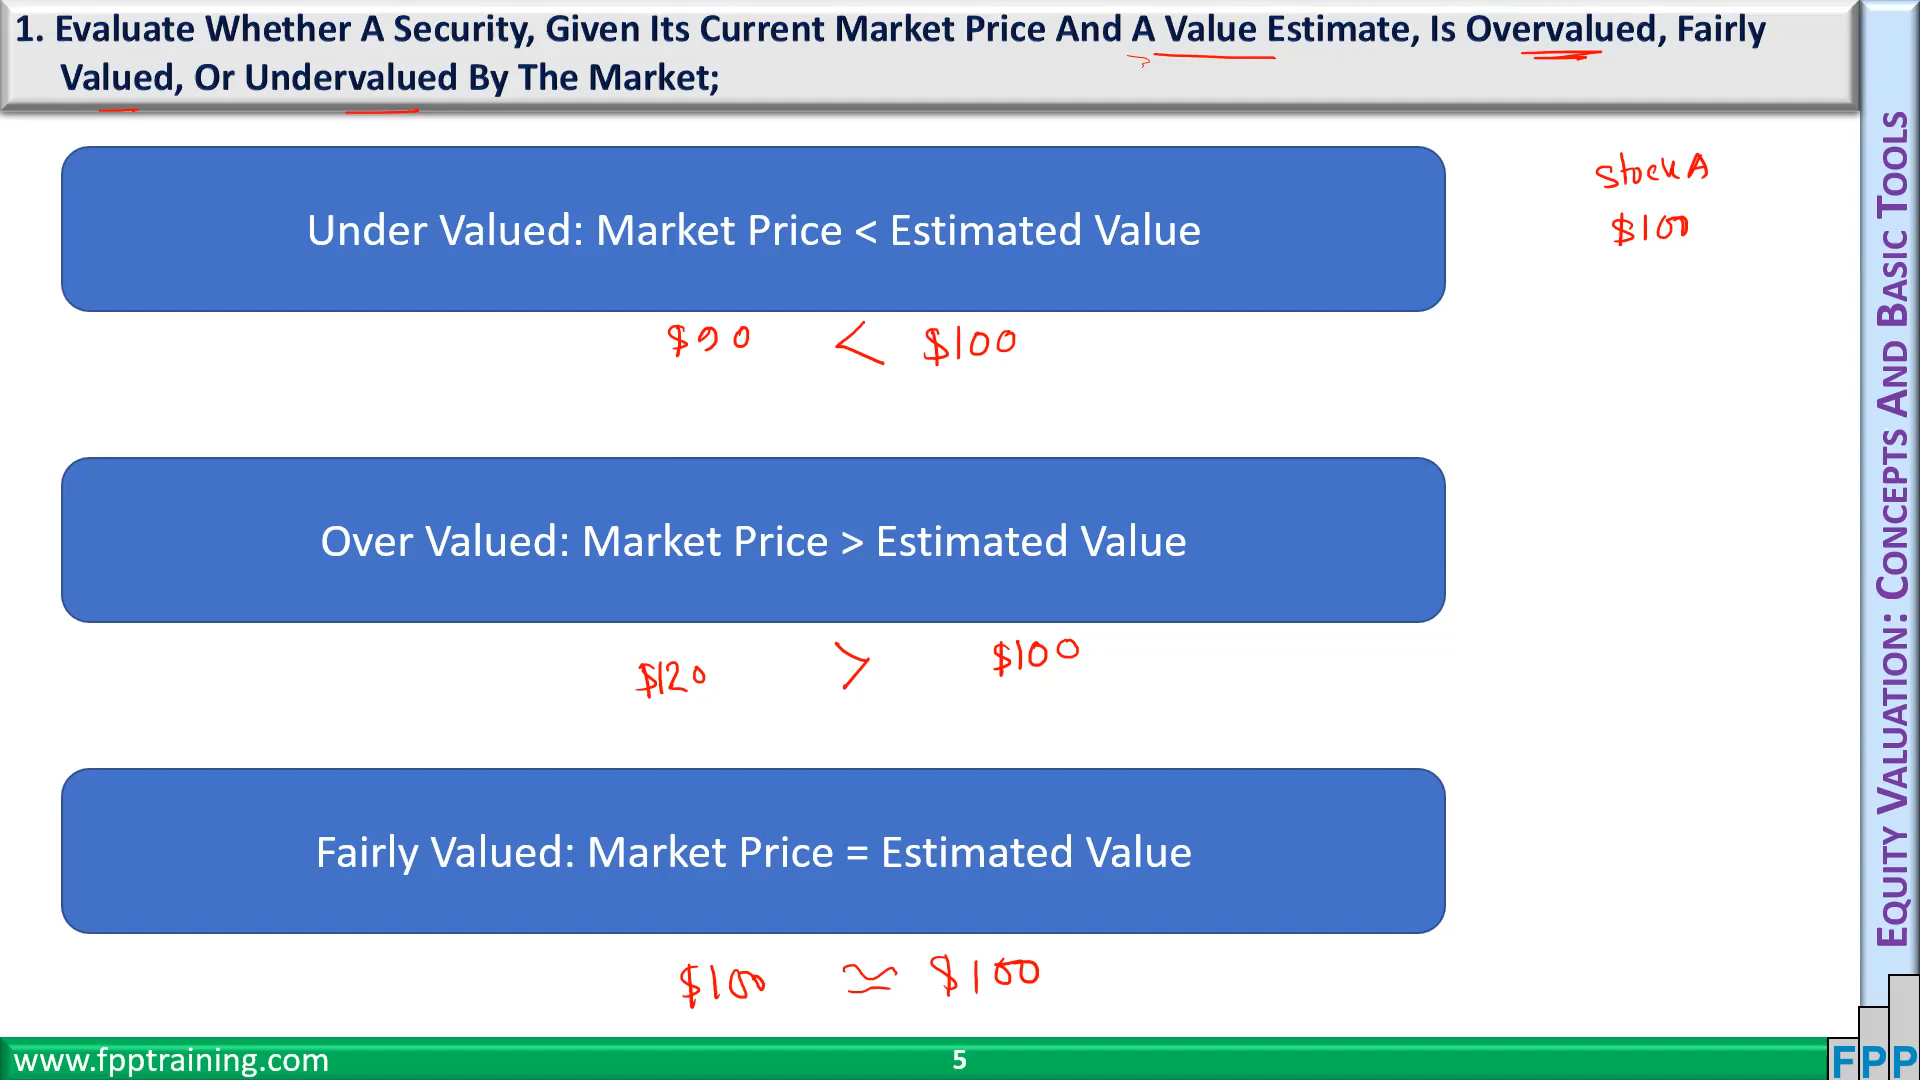 1. Evaluate Whether A Security, Given Its Current Market Price And A Value Estimate, Is Overvalued, Fairly
Valued, Or Undervalued By The Market;
Stock A
$100
Under Valued: Market Price < Estimated Value
$90 < $100
Over Valued: Market Price > Estimated Value
$120 > $100
Fairly Valued: Market Price = Estimated Value
$100 ≅ $100
EQUITY VALUATION: CONCEPTS AND BASIC TOOLS
www.fpptraining.com
5
FPP